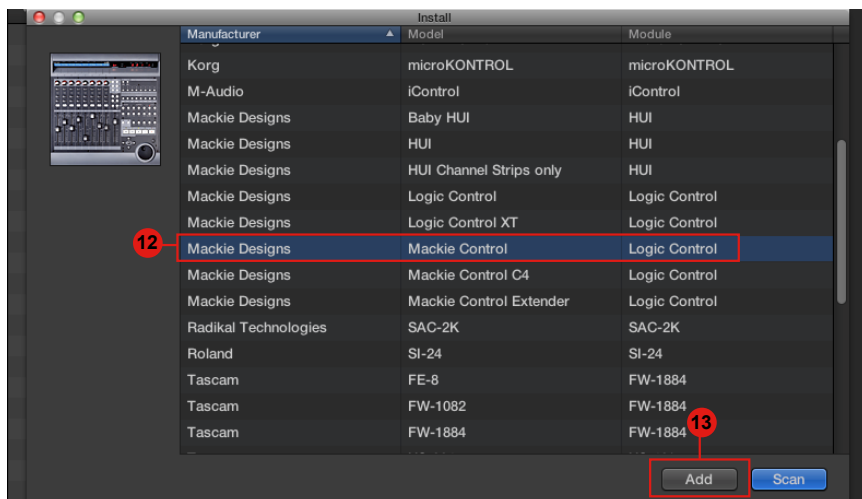 Install
Manufacturer Model Module
Korg microKONTROL microKONTROL
M-Audio iControl iControl
Mackie Designs Baby HUI HUI
Mackie Designs HUI HUI
Mackie Designs HUI Channel Strips only HUI
Mackie Designs Logic Control Logic Control
Mackie Designs Logic Control XT Logic Control
12 Mackie Designs Mackie Control Logic Control
Mackie Designs Mackie Control C4 Logic Control
Mackie Designs Mackie Control Extender Logic Control
Radikal Technologies SAC-2K SAC-2K
Roland SI-24 SI-24
Tascam FE-8 FW-1884
Tascam FW-1082 FW-1884
Tascam FW-1884 FW-1884
13
Add Scan